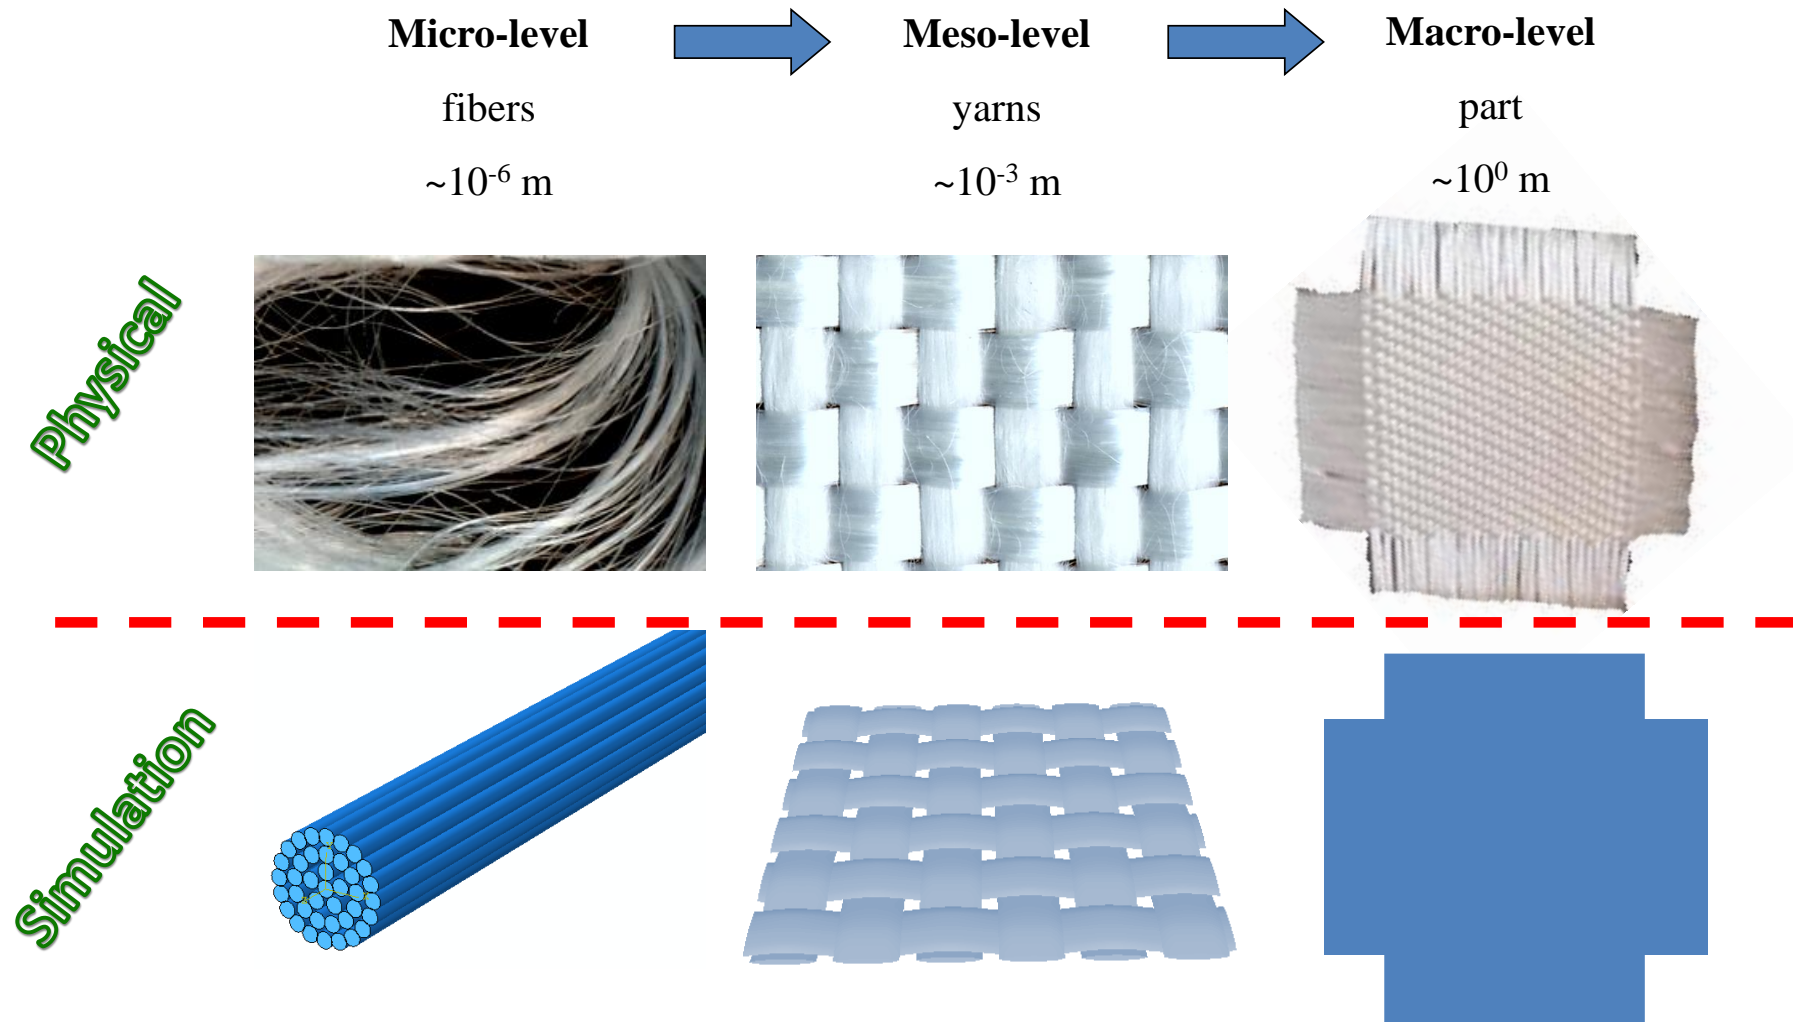 Micro-level
Meso-level
Macro-level
fibers
yarns
part
~10⁻⁶ m
~10⁻³ m
~10⁰ m
Physical
Simulation